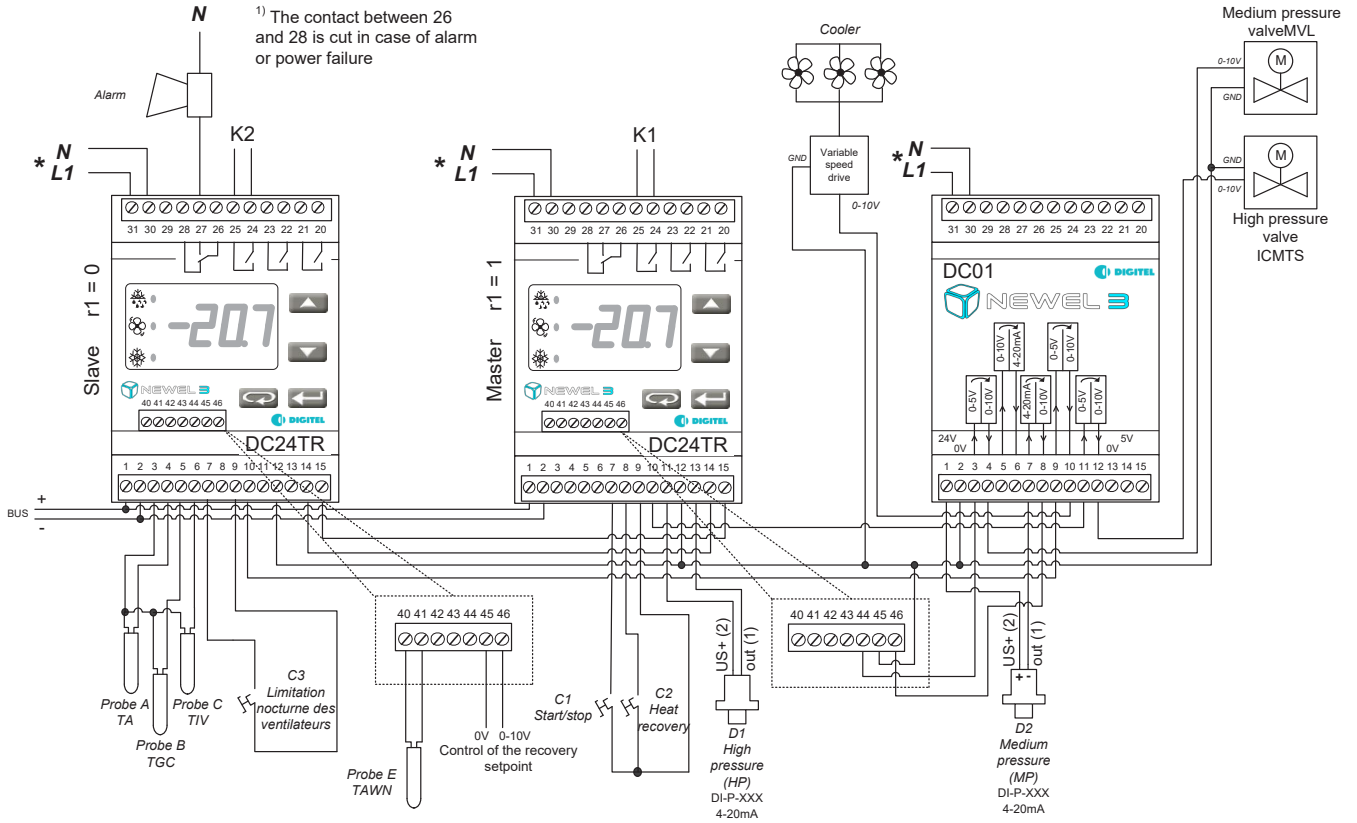 N
1) The contact between 26
and 28 is cut in case of alarm
or power failure
Alarm
* N
L1
K2
* N
L1
K1
Cooler
GND
Variable
speed
drive
0-10V
* N
L1
Medium pressure
valveMVL
0-10V
M
GND
GND
M
0-10V
High pressure
valve
ICMTS
31 30 29 28 27 26 25 24 23 22 21 20
Slave r1 = 0
-20.7
NEWEL 3
40 41 42 43 44 45 46
DIGITEL
DC24TR
1 2 3 4 5 6 7 8 9 10 11 12 13 14 15
31 30 29 28 27 26 25 24 23 22 21 20
Master r1 = 1
-20.7
NEWEL 3
40 41 42 43 44 45 46
DIGITEL
DC24TR
1 2 3 4 5 6 7 8 9 10 11 12 13 14 15
31 30 29 28 27 26 25 24 23 22 21 20
DC01
DIGITEL
NEWEL 3
0-10V
4-20mA
0-5V
0-10V
0-5V
0-10V
4-20mA
0-10V
0-5V
0-10V
24V
0V
5V
0V
1 2 3 4 5 6 7 8 9 10 11 12 13 14 15
+
BUS
-
Probe A
TA
Probe B
TGC
Probe C
TIV
C3
Limitation
nocturne des
ventilateurs
40 41 42 43 44 45 46
0V 0-10V
Control of the recovery
setpoint
Probe E
TAWN
C1
Start/stop
C2
Heat
recovery
US+ (2)
out (1)
D1
High
pressure
(HP)
DI-P-XXX
4-20mA
40 41 42 43 44 45 46
US+ (2)
out (1)
+ -
D2
Medium
pressure
(MP)
DI-P-XXX
4-20mA